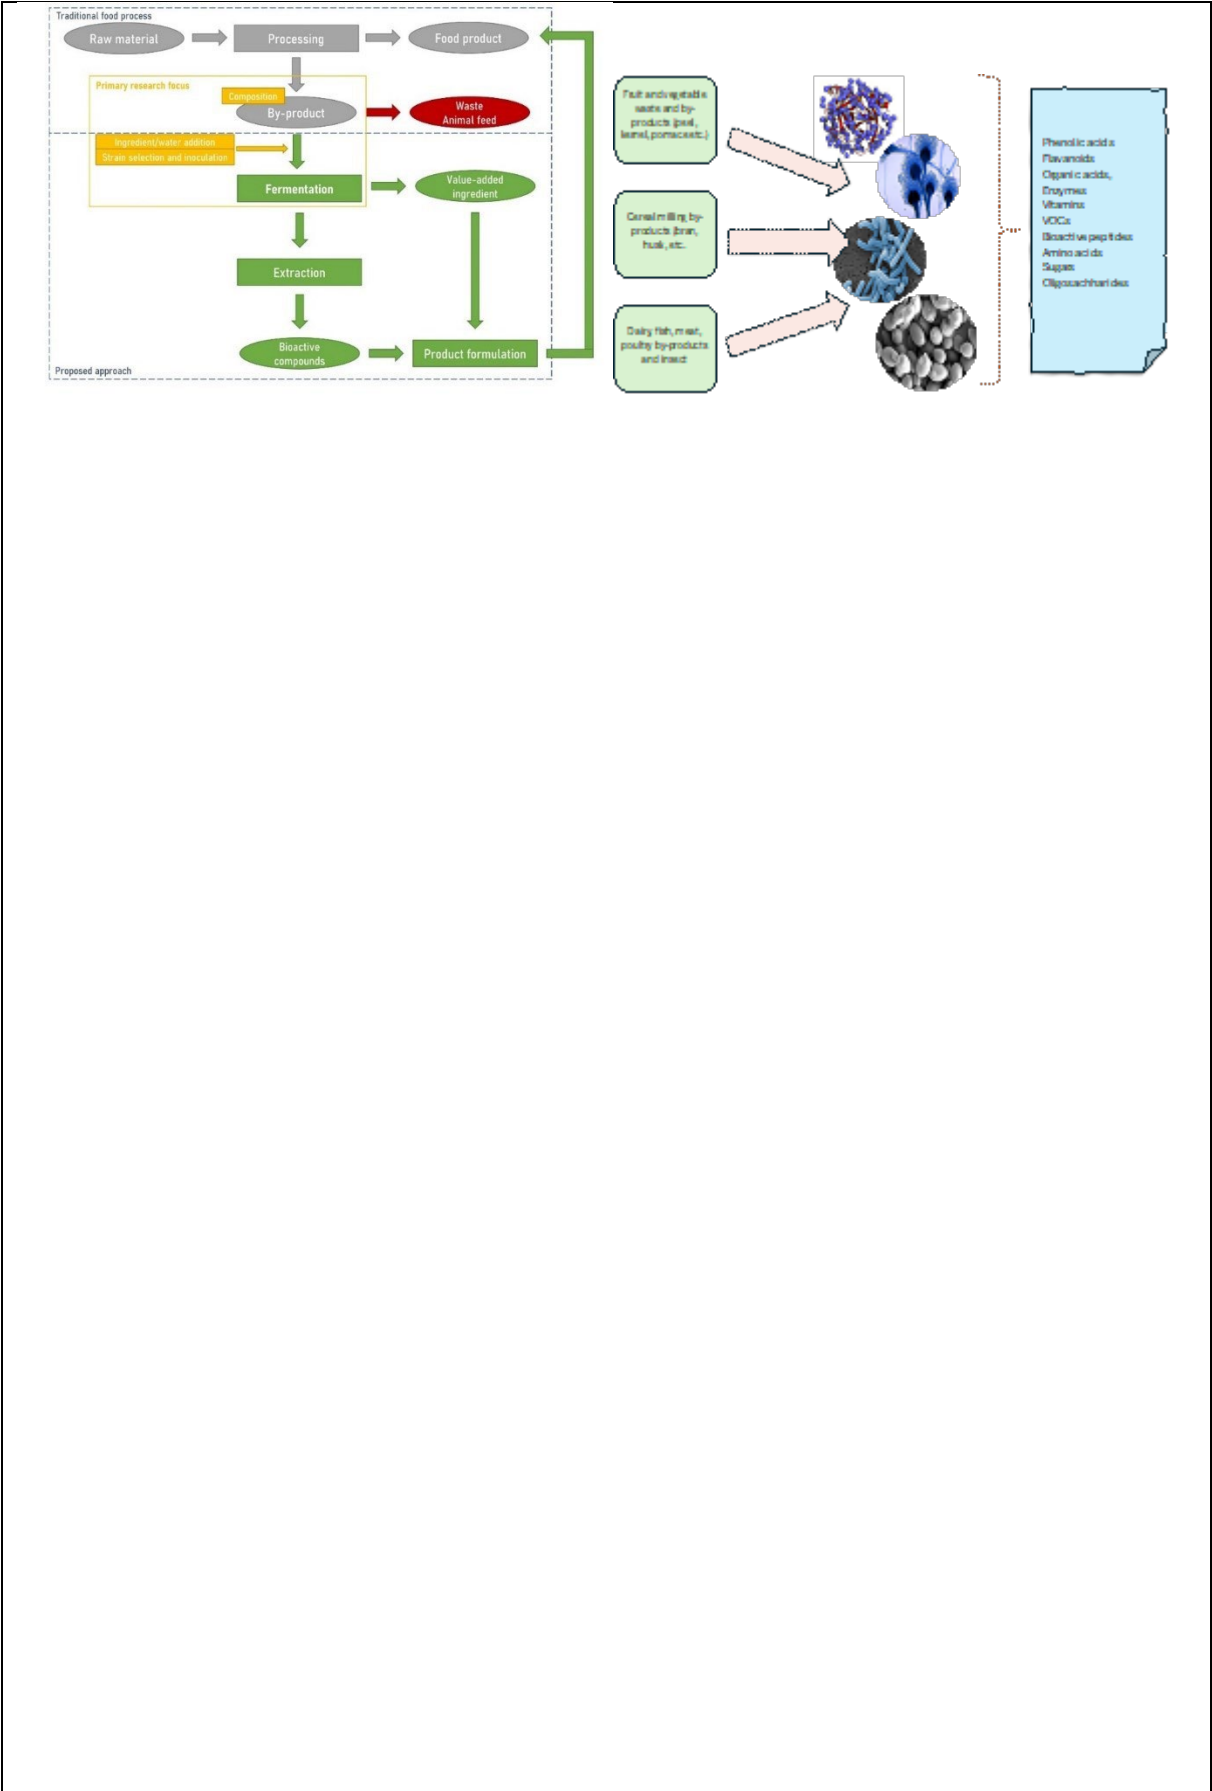 Traditional food process
Raw material
Processing
Food product
Primary research focus
Composition
By-product
Waste
Animal feed
Ingredient/water addition
Strain selection and inoculation
Fermentation
Value-added
ingredient
Extraction
Bioactive
compounds
Product formulation
Proposed approach
Fruit and vegetable
waste and by-
products (peel,
kernel, pomace etc.)
Cereal milling by-
products (bran,
husk, etc.
Dairy, fish, meat,
poultry by-products
and insect
Phenolic acids
Flavanoids
Organic acids,
Enzymes
Vitamins
VOCs
Bioactive peptides
Amino acids
Sugars
Oligosachharides